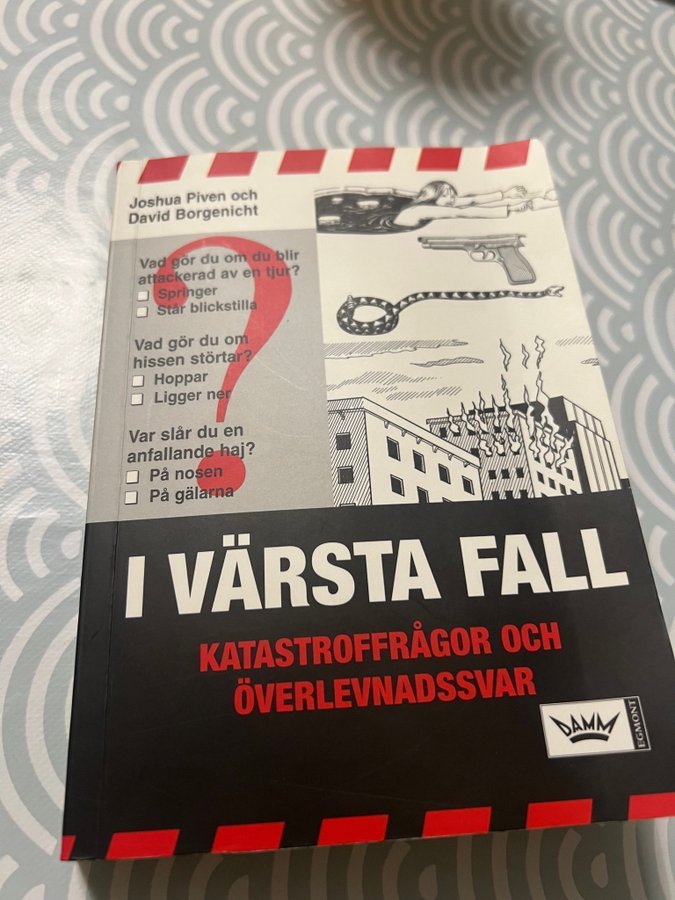 Joshua Piven och
David Borgenicht
Vad gör du om du blir
attackerad av en tjur?
Springer
Står blickstilla
Vad gör du om
hissen störtar?
Hoppar
Ligger ner
Var slår du en
anfallande haj?
På nosen
På gälarna
I VÄRSTA FALL
KATASTROFFRÅGOR OCH
ÖVERLEVNADSSVAR
DAMM
EGMONT